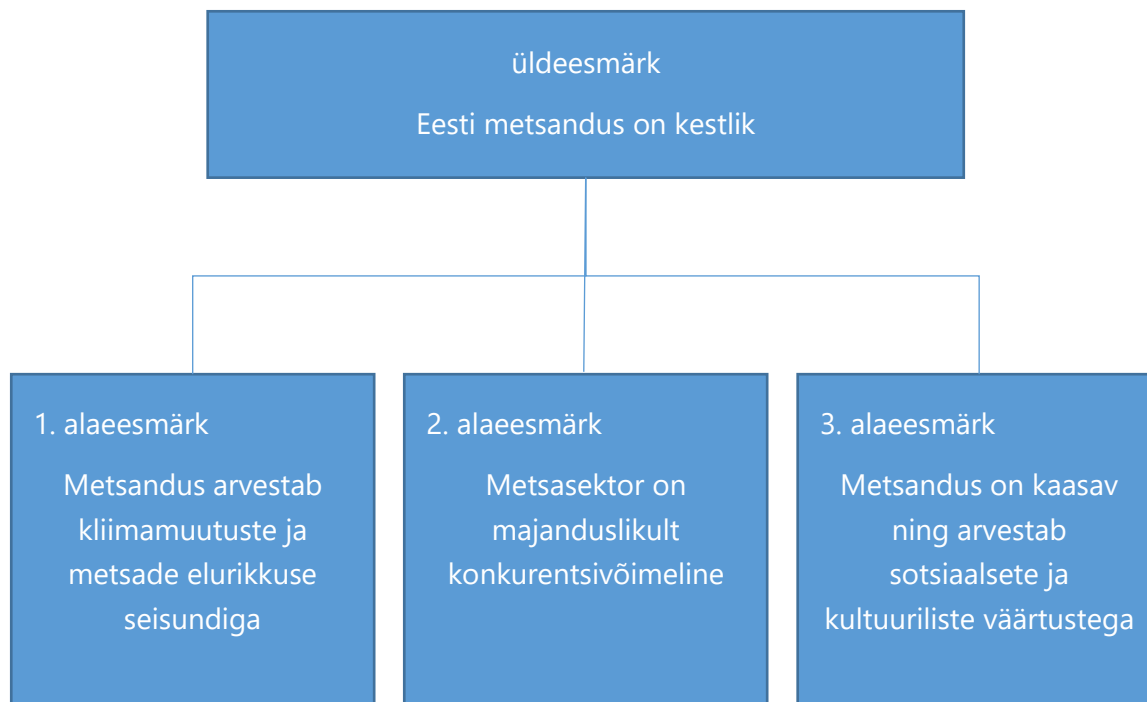 üldeesmärk
Eesti metsandus on kestlik
1. alaeesmärk
Metsandus arvestab
kliimamuutuste ja
metsade elurikkuse
seisundiga
2. alaeesmärk
Metsasektor on
majanduslikult
konkurentsivõimeline
3. alaeesmärk
Metsandus on kaasav
ning arvestab
sotsiaalsete ja
kultuuriliste väärtustega